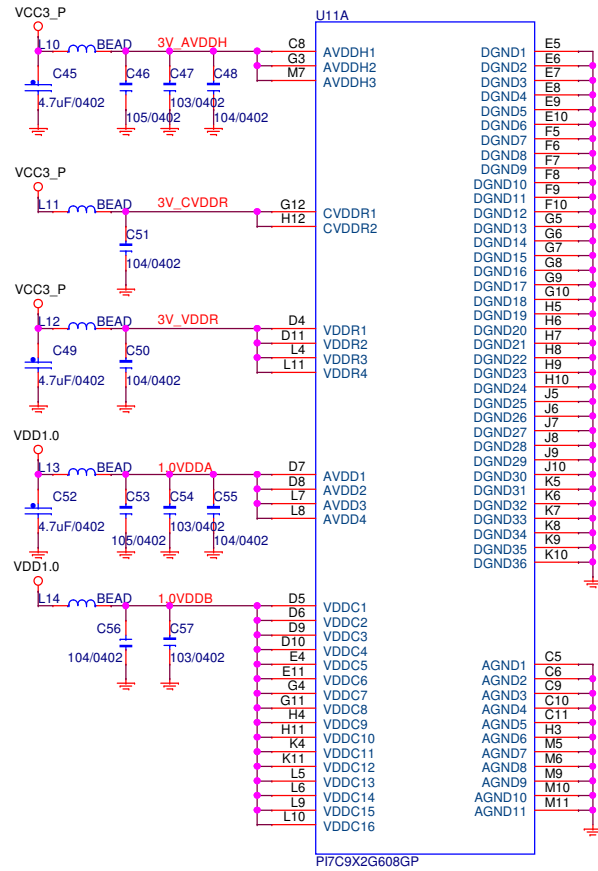 U11A
VCC3_P
L10 BEAD 3V_AVDDH
C45
4.7uF/0402
C46
105/0402
C47
103/0402
C48
104/0402
C8 AVDDH1
G3 AVDDH2
M7 AVDDH3
VCC3_P
L11 BEAD 3V_CVDDR
C51
104/0402
G12 CVDDR1
H12 CVDDR2
VCC3_P
L12 BEAD 3V_VDDR
C49
4.7uF/0402
C50
104/0402
D4 VDDR1
D11 VDDR2
L4 VDDR3
L11 VDDR4
VDD1.0
L13 BEAD 1.0VDDA
C52
4.7uF/0402
C53
105/0402
C54
103/0402
C55
104/0402
D7 AVDD1
D8 AVDD2
L7 AVDD3
L8 AVDD4
VDD1.0
L14 BEAD 1.0VDDB
C56
104/0402
C57
103/0402
D5 VDDC1
D6 VDDC2
D9 VDDC3
D10 VDDC4
E4 VDDC5
E11 VDDC6
G4 VDDC7
G11 VDDC8
H4 VDDC9
H11 VDDC10
K4 VDDC11
K11 VDDC12
L5 VDDC13
L6 VDDC14
L9 VDDC15
L10 VDDC16
DGND1 E5
DGND2 E6
DGND3 E7
DGND4 E8
DGND5 E9
DGND6 E10
DGND7 F5
DGND8 F6
DGND9 F7
DGND10 F8
DGND11 F9
DGND12 F10
DGND13 G5
DGND14 G6
DGND15 G7
DGND16 G8
DGND17 G9
DGND18 G10
DGND19 H5
DGND20 H6
DGND21 H7
DGND22 H8
DGND23 H9
DGND24 H10
DGND25 J5
DGND26 J6
DGND27 J7
DGND28 J8
DGND29 J9
DGND30 J10
DGND31 K5
DGND32 K6
DGND33 K7
DGND34 K8
DGND35 K9
DGND36 K10
AGND1 C5
AGND2 C6
AGND3 C9
AGND4 C10
AGND5 C11
AGND6 H3
AGND7 M5
AGND8 M6
AGND9 M9
AGND10 M10
AGND11 M11
PI7C9X2G608GP